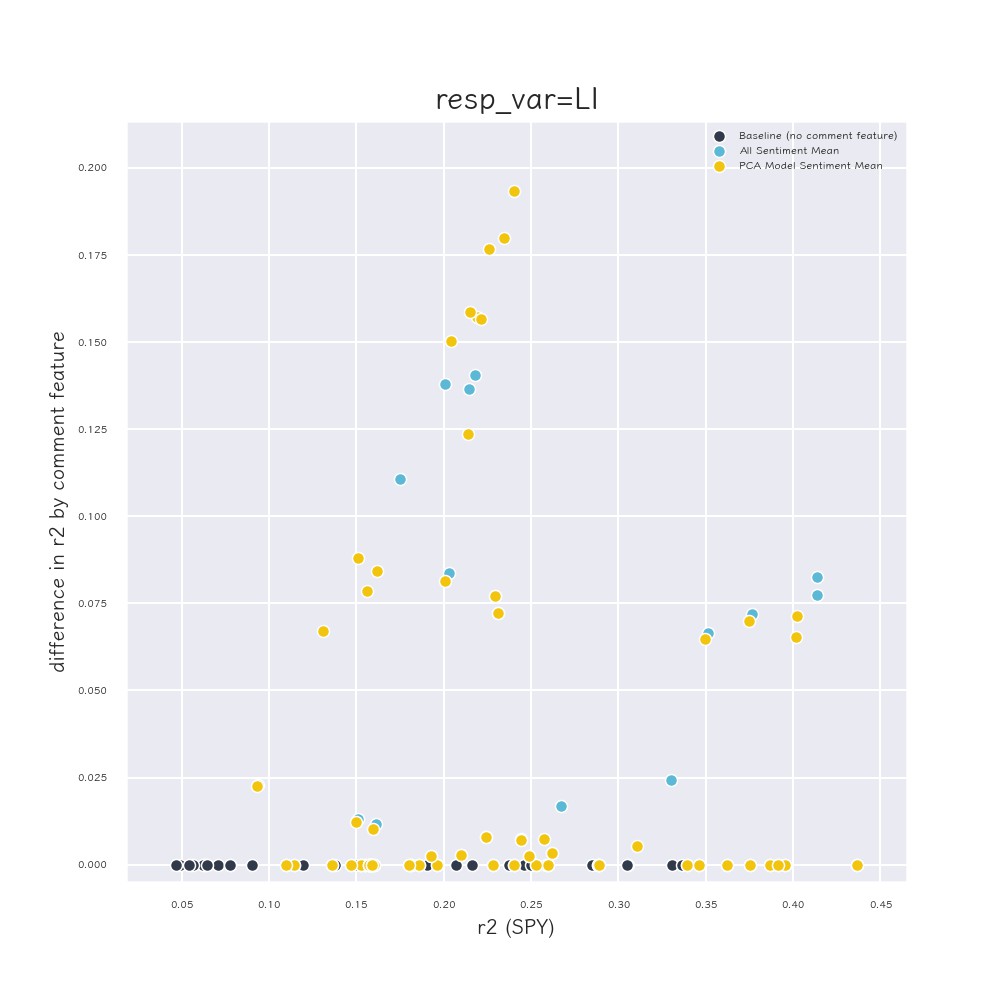 resp_var=LI
Baseline (no comment feature)
All Sentiment Mean
PCA Model Sentiment Mean
difference in r2 by comment feature
0.200
0.175
0.150
0.125
0.100
0.075
0.050
0.025
0.000
0.05 0.10 0.15 0.20 0.25 0.30 0.35 0.40 0.45
r2 (SPY)